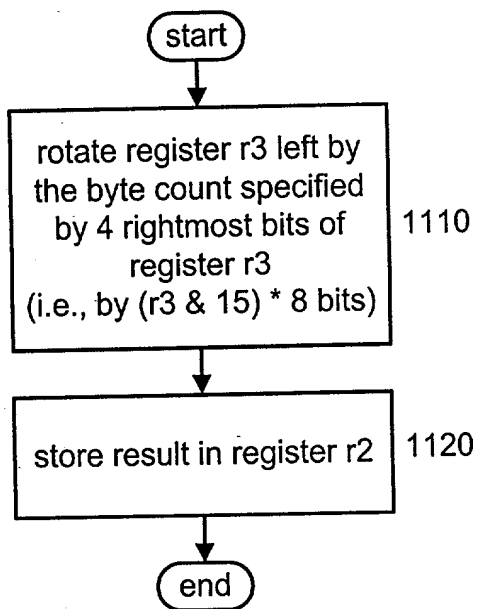 start
rotate register r3 left by
the byte count specified
by 4 rightmost bits of
register r3
(i.e., by (r3 & 15) * 8 bits)
1110
store result in register r2
1120
end